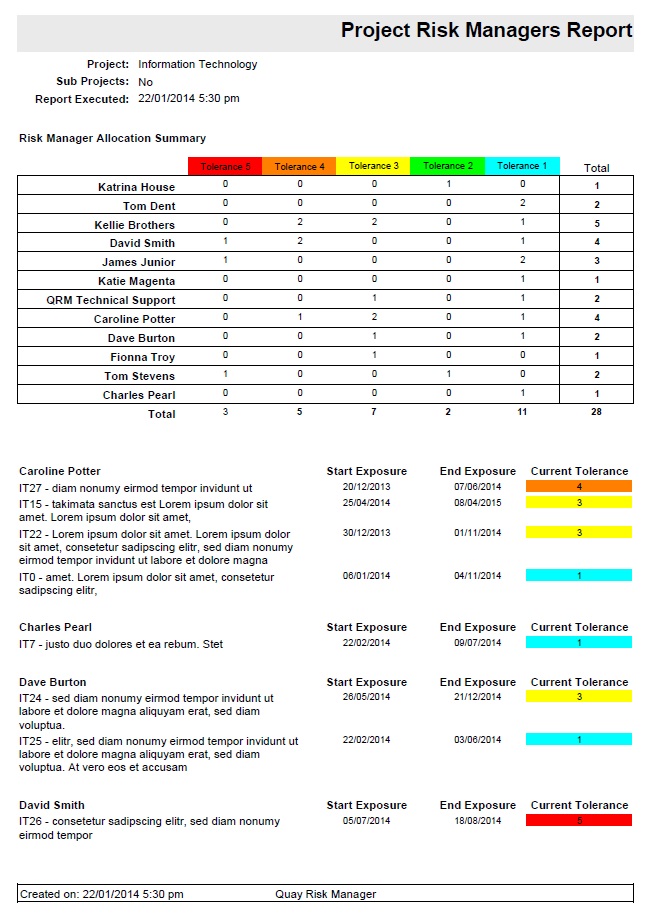 Project Risk Managers Report
Project: Information Technology
Sub Projects: No
Report Executed: 22/01/2014 5:30 pm
Risk Manager Allocation Summary
Tolerance 5 Tolerance 4 Tolerance 3 Tolerance 2 Tolerance 1 Total
Katrina House 0 0 0 1 0 1
Tom Dent 0 0 0 0 2 2
Kellie Brothers 0 2 2 0 1 5
David Smith 1 2 0 0 1 4
James Junior 1 0 0 0 2 3
Katie Magenta 0 0 0 0 1 1
QRM Technical Support 0 0 1 0 1 2
Caroline Potter 0 1 2 0 1 4
Dave Burton 0 0 1 0 1 2
Fionna Troy 0 0 1 0 0 1
Tom Stevens 1 0 0 1 0 2
Charles Pearl 0 0 0 0 1 1
Total 3 5 7 2 11 28
Caroline Potter Start Exposure End Exposure Current Tolerance
IT27 - diam nonumy eirmod tempor invidunt ut 20/12/2013 07/06/2014 4
IT15 - takimata sanctus est Lorem ipsum dolor sit 25/04/2014 08/04/2015 3
amet. Lorem ipsum dolor sit amet,
IT22 - Lorem ipsum dolor sit amet. Lorem ipsum dolor 30/12/2013 01/11/2014 3
sit amet, consetetur sadipscing elitr, sed diam nonumy
eirmod tempor invidunt ut labore et dolore magna
IT0 - amet. Lorem ipsum dolor sit amet, consetetur 06/01/2014 04/11/2014 1
sadipscing elitr,
Charles Pearl Start Exposure End Exposure Current Tolerance
IT7 - justo duo dolores et ea rebum. Stet 22/02/2014 09/07/2014 1
Dave Burton Start Exposure End Exposure Current Tolerance
IT24 - sed diam nonumy eirmod tempor invidunt ut 26/05/2014 21/12/2014 3
labore et dolore magna aliquyam erat, sed diam
voluptua.
IT25 - elitr, sed diam nonumy eirmod tempor invidunt ut 22/02/2014 03/06/2014 1
labore et dolore magna aliquyam erat, sed diam
voluptua. At vero eos et accusam
David Smith Start Exposure End Exposure Current Tolerance
IT26 - consetetur sadipscing elitr, sed diam nonumy 05/07/2014 18/08/2014 5
eirmod tempor
Created on: 22/01/2014 5:30 pm Quay Risk Manager